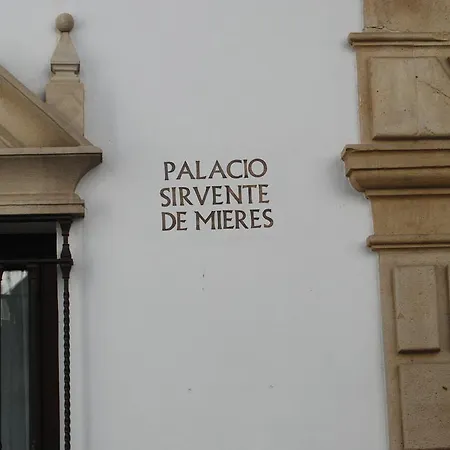 PALACIO
SIRVENTE
DE MIERES